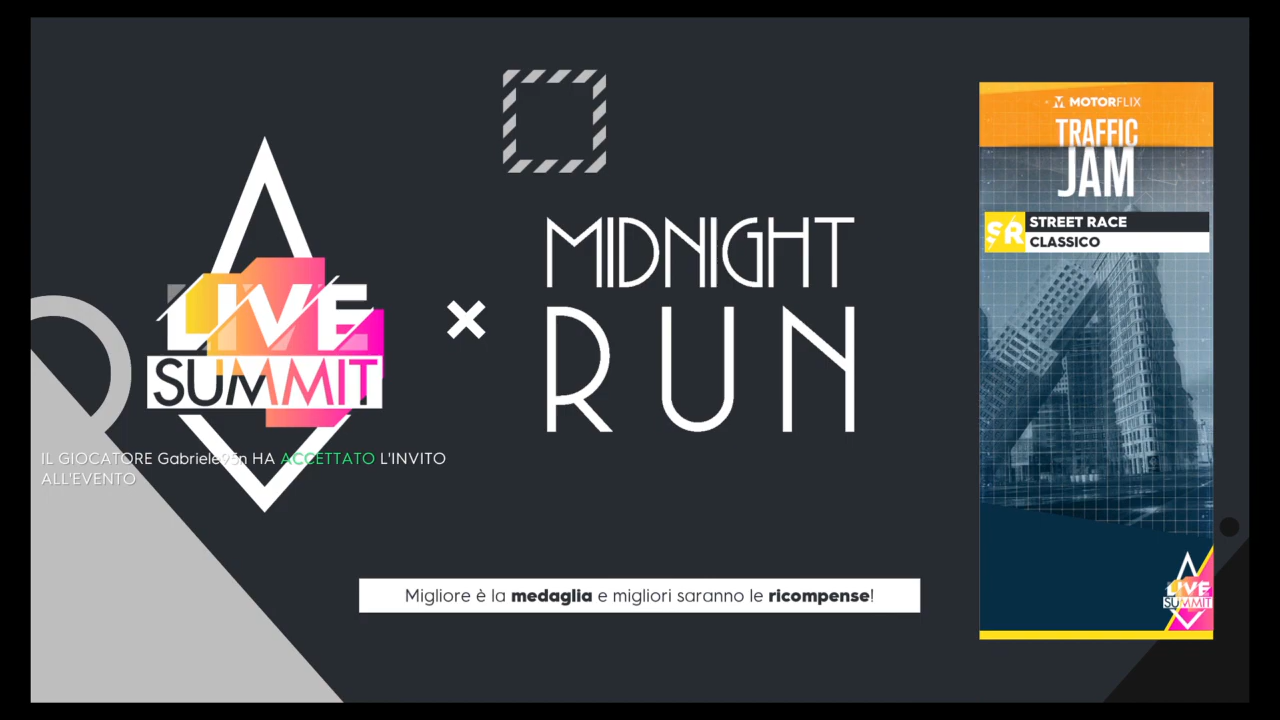 LIVE
SUMMIT
×
MIDNIGHT
RUN
IL GIOCATORE Gabriele95n HA ACCETTATO L'INVITO
ALL'EVENTO
Migliore è la medaglia e migliori saranno le ricompense!
MOTORFLIX
TRAFFIC
JAM
SR
STREET RACE
CLASSICO
LIVE
SUMMIT